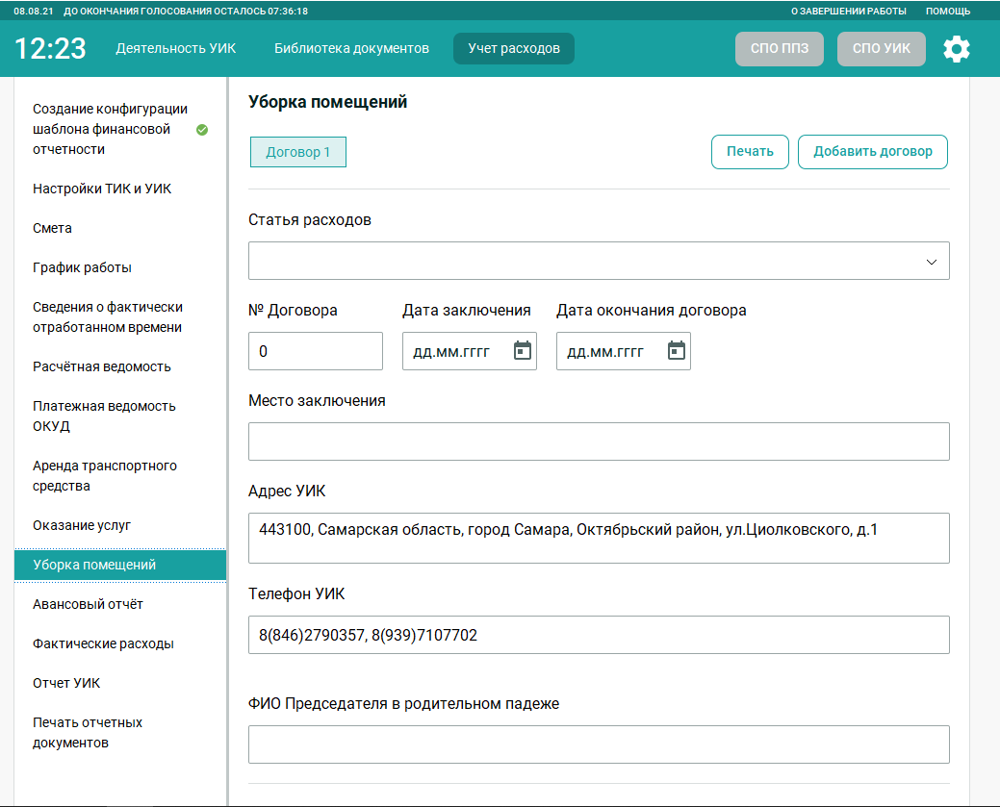 08.08.21 ДО ОКОНЧАНИЯ ГОЛОСОВАНИЯ ОСТАЛОСЬ 07:36:18
О ЗАВЕРШЕНИИ РАБОТЫ ПОМОЩЬ
12:23 Деятельность УИК Библиотека документов Учет расходов СПО ППЗ СПО УИК
Создание конфигурации
шаблона финансовой
отчетности
Настройки ТИК и УИК
Смета
График работы
Сведения о фактически
отработанном времени
Расчётная ведомость
Платежная ведомость
ОКУД
Аренда транспортного
средства
Оказание услуг
Уборка помещений
Авансовый отчёт
Фактические расходы
Отчет УИК
Печать отчетных
документов
Уборка помещений
Договор 1 Печать Добавить договор
Статья расходов
№ Договора Дата заключения Дата окончания договора
0 дд.мм.гггг дд.мм.гггг
Место заключения
Адрес УИК
443100, Самарская область, город Самара, Октябрьский район, ул.Циолковского, д.1
Телефон УИК
8(846)2790357, 8(939)7107702
ФИО Председателя в родительном падеже